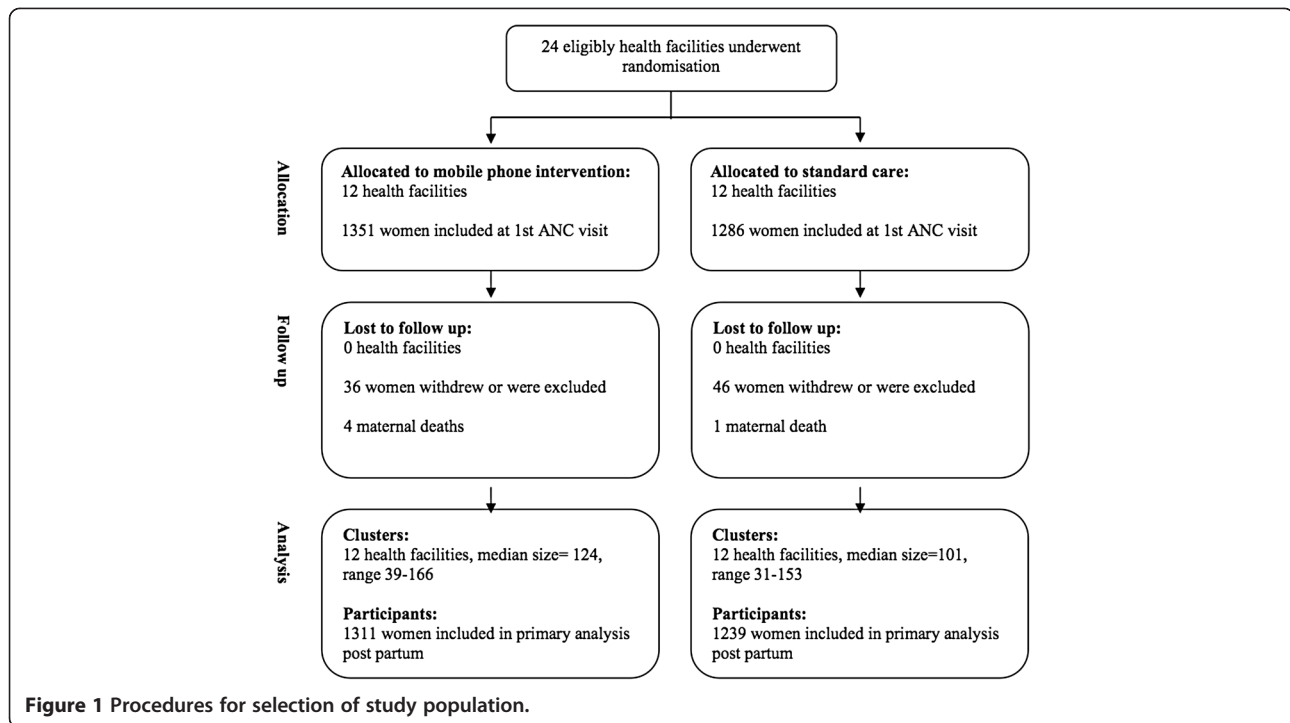 24 eligibly health facilities underwent
randomisation
Allocation
Allocated to mobile phone intervention:
12 health facilities
1351 women included at 1st ANC visit
Allocated to standard care:
12 health facilities
1286 women included at 1st ANC visit
Follow up
Lost to follow up:
0 health facilities
36 women withdrew or were excluded
4 maternal deaths
Lost to follow up:
0 health facilities
46 women withdrew or were excluded
1 maternal death
Analysis
Clusters:
12 health facilities, median size= 124,
range 39-166
Participants:
1311 women included in primary analysis
post partum
Clusters:
12 health facilities, median size=101,
range 31-153
Participants:
1239 women included in primary analysis
post partum
Figure 1 Procedures for selection of study population.